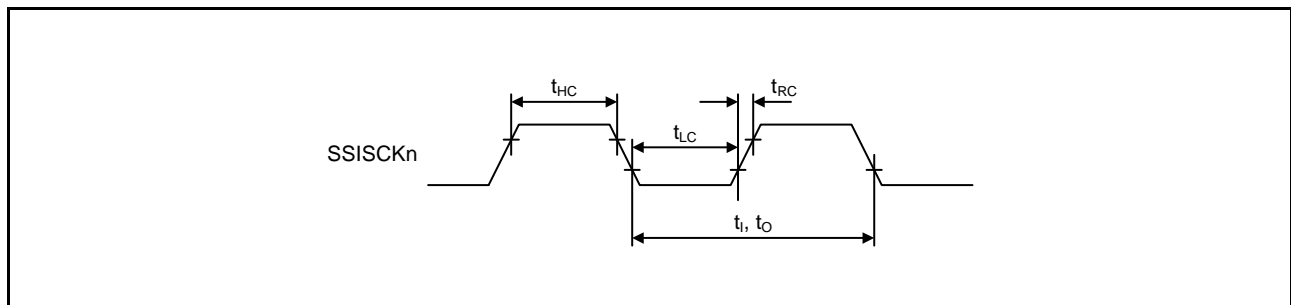 tHC
tRC
tLC
SSISCKn
tI, tO